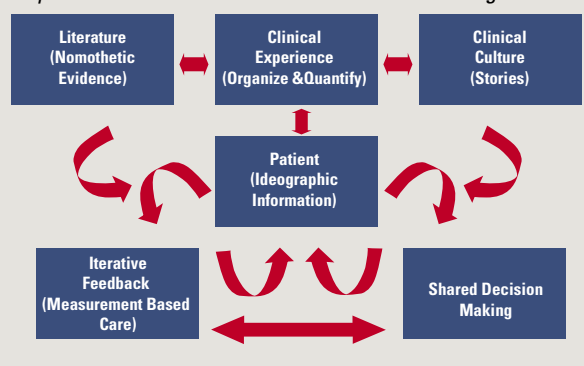 Literature
(Nomothetic
Evidence)
Clinical
Experience
(Organize &Quantify)
Clinical
Culture
(Stories)
Patient
(Ideographic
Information)
Iterative
Feedback
(Measurement Based
Care)
Shared Decision
Making